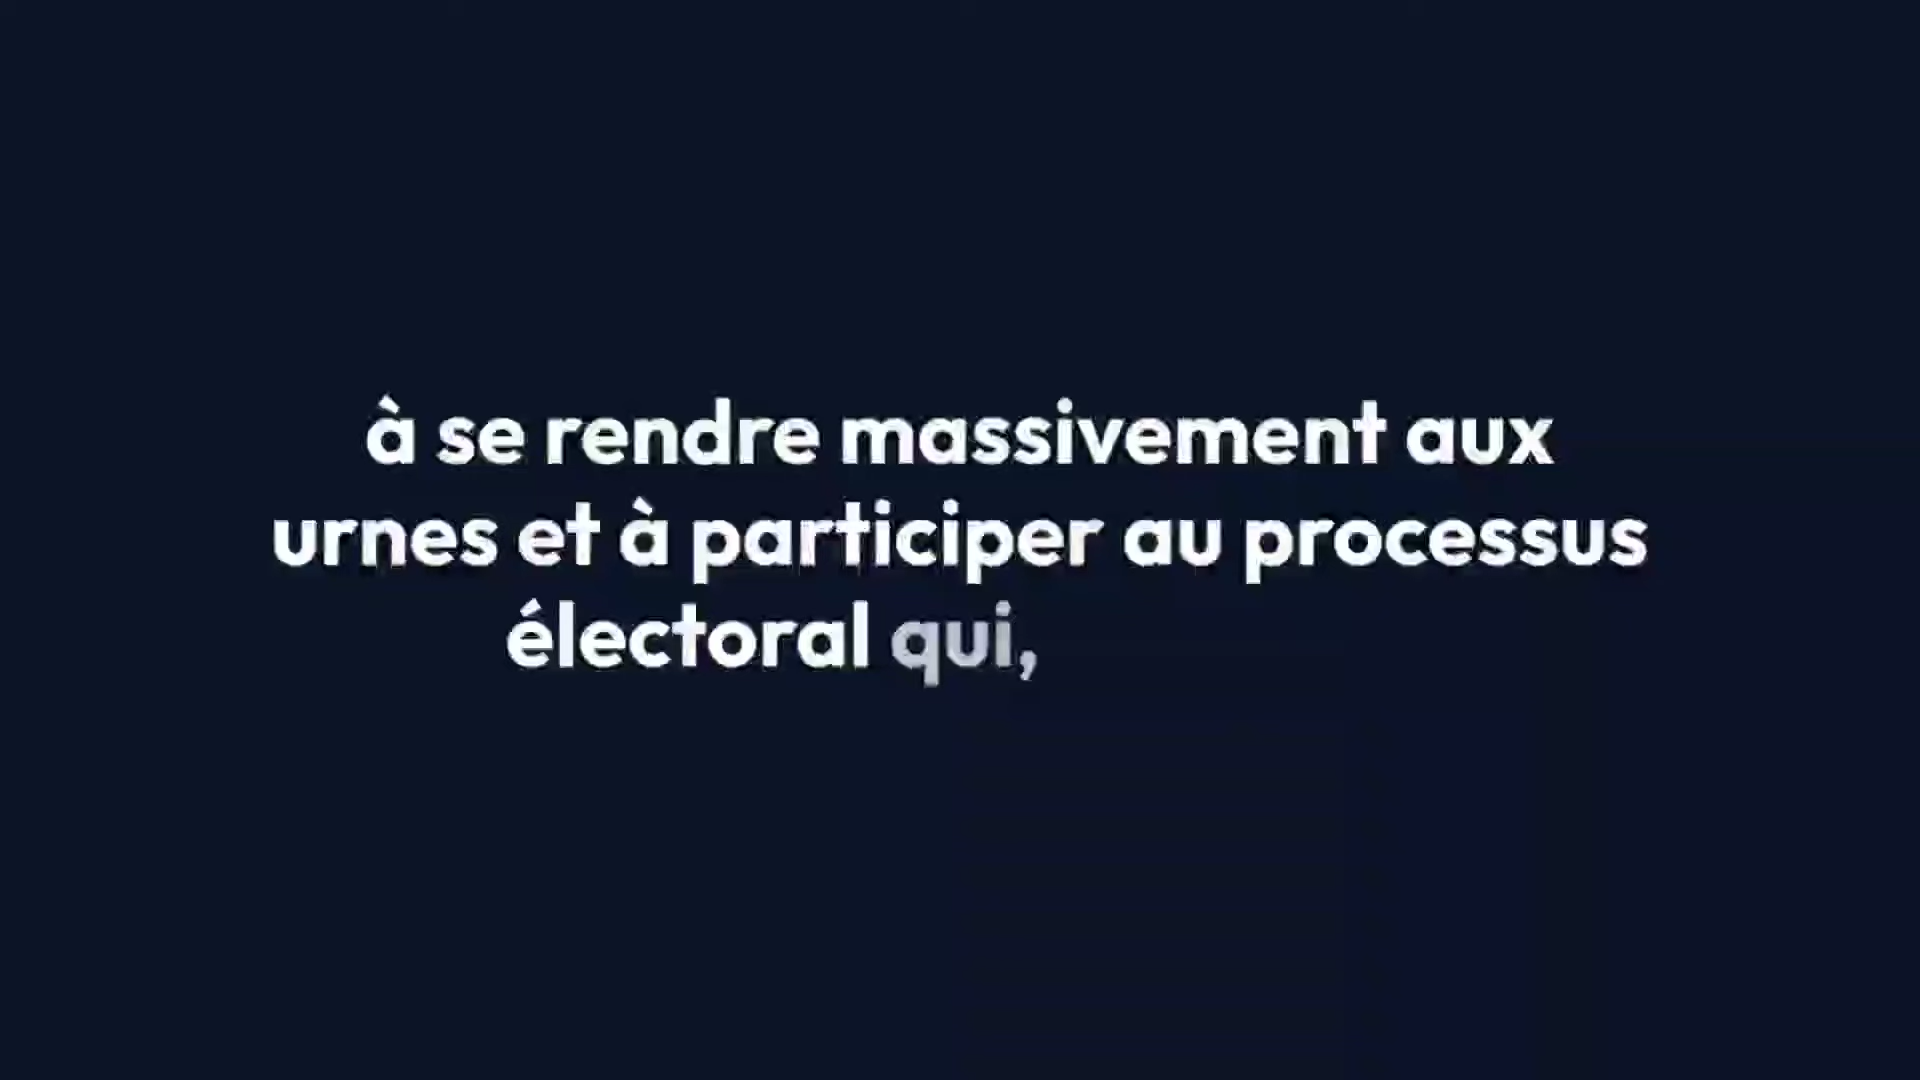 à se rendre massivement aux
urnes et à participer au processus
électoral qui,